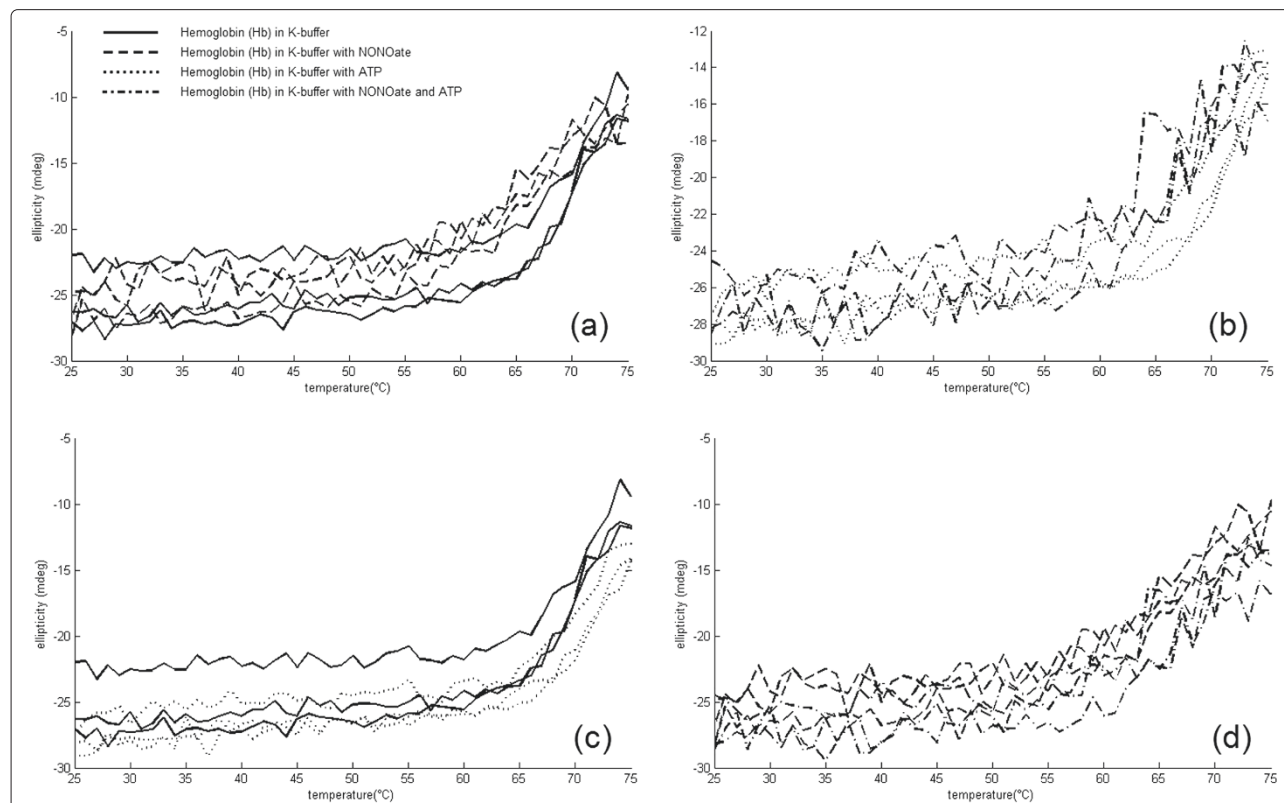 -5
Hemoglobin (Hb) in K-buffer
Hemoglobin (Hb) in K-buffer with NONOate
Hemoglobin (Hb) in K-buffer with ATP
Hemoglobin (Hb) in K-buffer with NONOate and ATP
-10
-15
-20
-25
-30
ellipticity (mdeg)
25 30 35 40 45 50 55 60 65 70 75
temperature(°C)
(a)
-12
-14
-16
-18
-20
-22
-24
-26
-28
-30
ellipticity (mdeg)
25 30 35 40 45 50 55 60 65 70 75
temperature(°C)
(b)
-5
-10
-15
-20
-25
-30
ellipticity (mdeg)
25 30 35 40 45 50 55 60 65 70 75
temperature(°C)
(c)
-5
-10
-15
-20
-25
-30
ellipticity (mdeg)
25 30 35 40 45 50 55 60 65 70 75
temperature(°C)
(d)